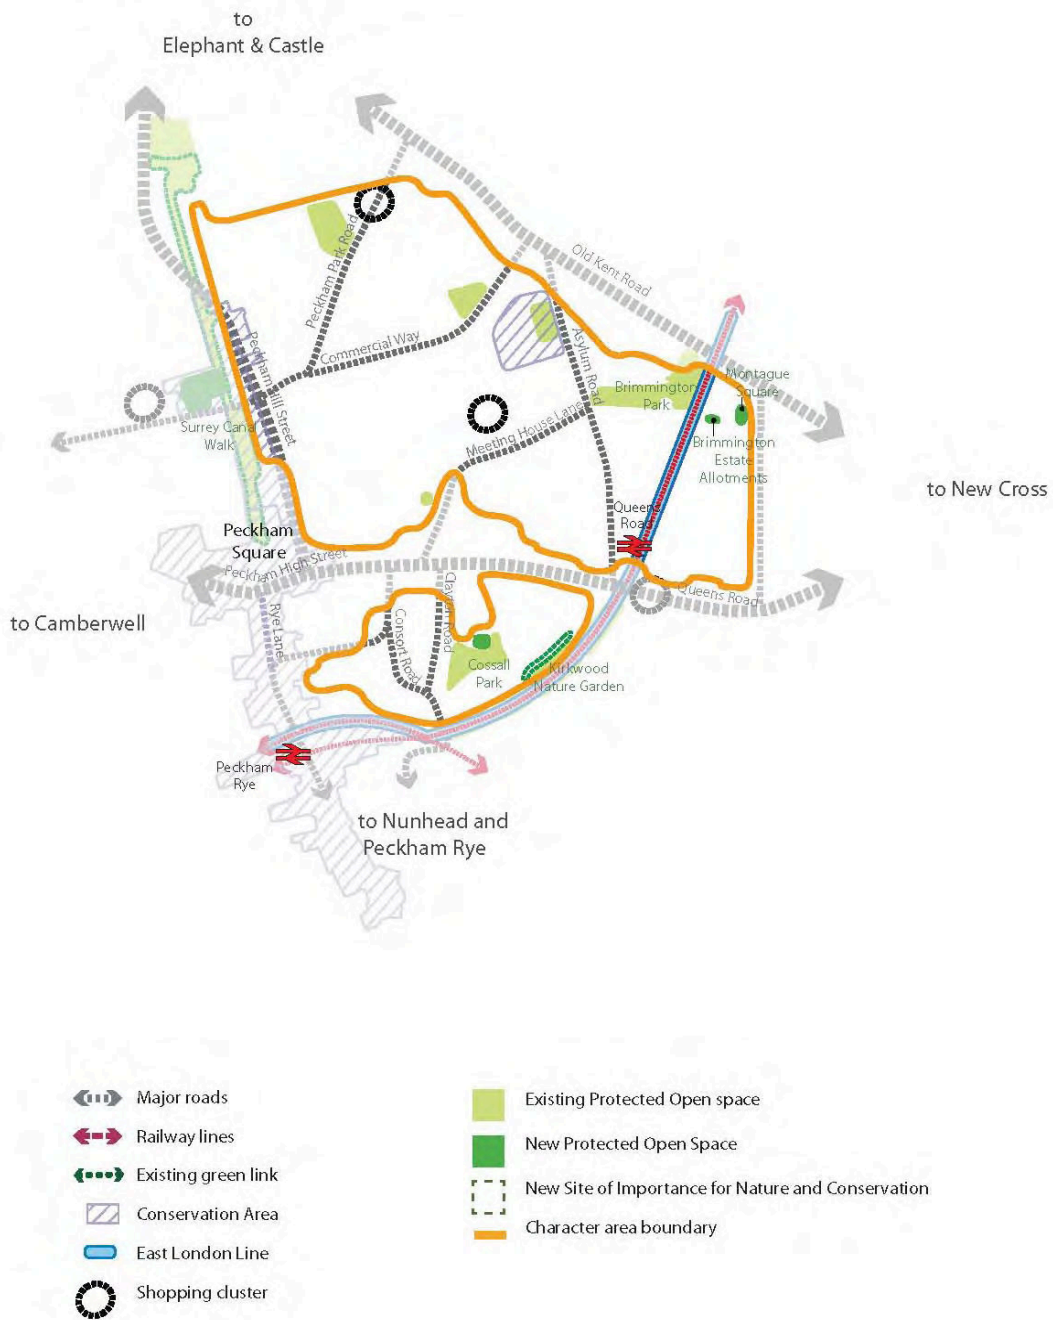 to
Elephant & Castle
Old Kent Road
Peckham Park Road
Commercial Way
Asylum Road
Peckham Hill Street
Meeting House Lane
Brimmington
Park
Montague
Square
Surrey Canal
Walk
Brimmington
Estate
Allotments
to New Cross
Queens
Road
Peckham
Square
Peckham High Street
Queens Road
to Camberwell
Rye Lane
Consort Road
Clayton Road
Cossall
Park
Kirkwood
Nature Garden
Peckham
Rye
to Nunhead and
Peckham Rye
Major roads
Railway lines
Existing green link
Conservation Area
East London Line
Shopping cluster
Existing Protected Open space
New Protected Open Space
New Site of Importance for Nature and Conservation
Character area boundary